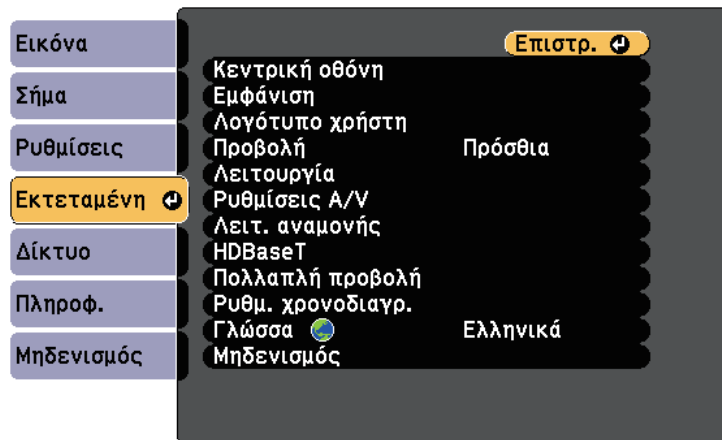 Εικόνα
Σήμα
Ρυθμίσεις
Εκτεταμένη
Δίκτυο
Πληροφ.
Μηδενισμός
Επιστρ.
Κεντρική οθόνη
Εμφάνιση
Λογότυπο χρήστη
Προβολή Πρόσθια
Λειτουργία
Ρυθμίσεις A/V
Λειτ. αναμονής
HDBaseT
Πολλαπλή προβολή
Ρυθμ. χρονοδιαγρ.
Γλώσσα Ελληνικά
Μηδενισμός